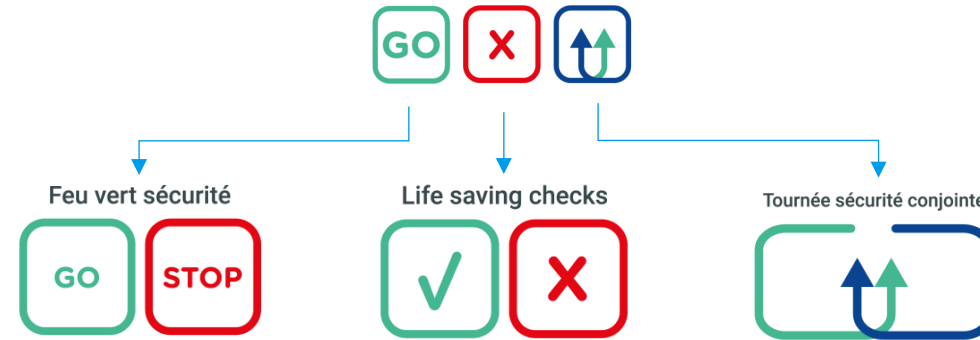 GO
Feu vert sécurité
Life saving checks
Tournée sécurité conjointe
GO
STOP